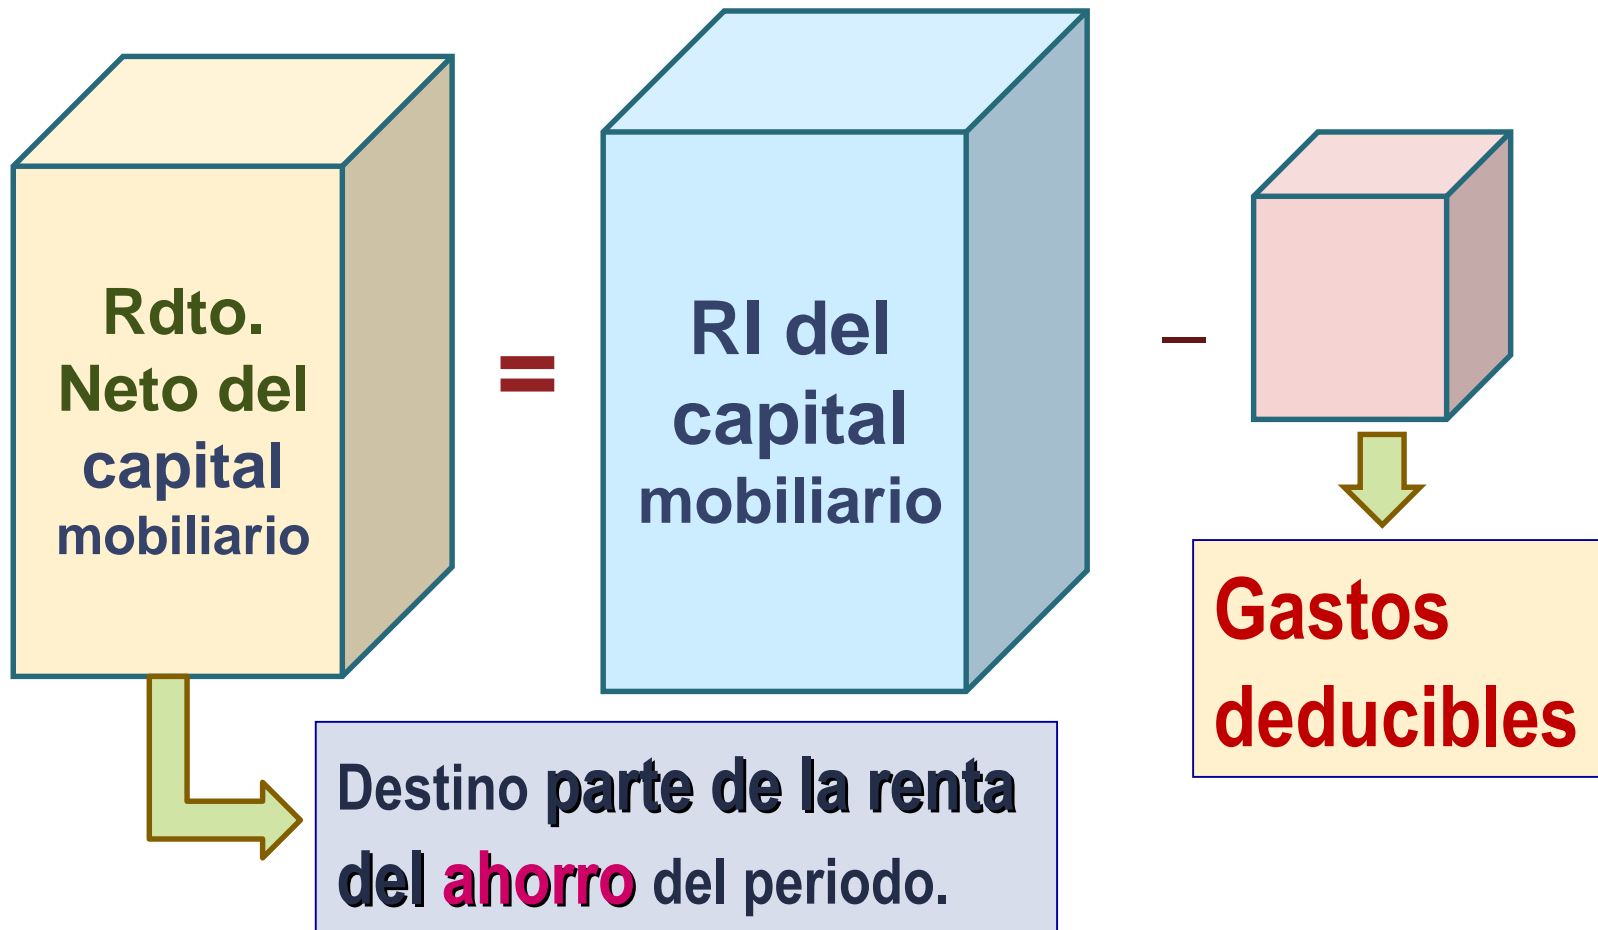 Rdto.
Neto del
capital
mobiliario
=
RI del
capital
mobiliario
–
Gastos
deducibles
Destino parte de la renta
del ahorro del periodo.